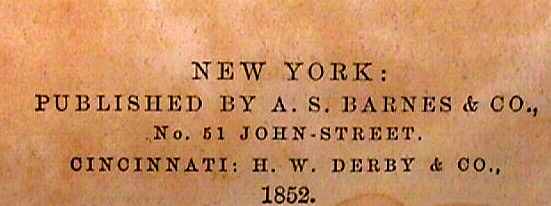 NEW YORK:
PUBLISHED BY A. S. BARNES & CO.,
No. 51 JOHN-STREET.
CINCINNATI: H. W. DERBY & CO.,
1852.